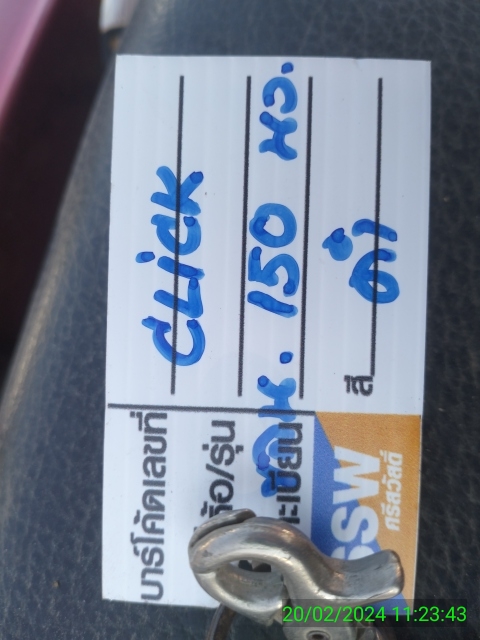 บาร์โค้ดเลขที่ CLICK
ห้อ/รุ่น
ทะเบียน 150 นว.
สี ดำ
SSW
ศรีสวัสดิ์
20/02/2024 11:23:43